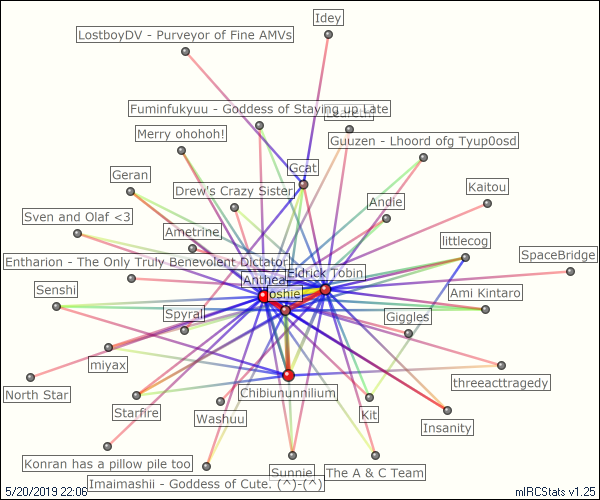 Idey
LostboyDV - Purveyor of Fine AMVs
Fuminfukyuu - Goddess of Staying up Late
Merry ohohoh!
Guuzen - Lhoord ofg Tyup0osd
Gcat
Geran
Drew's Crazy Sister
Kaitou
Andie
Sven and Olaf <3
Ametrine
littlecog
SpaceBridge
Entharion - The Only Truly Benevolent Dictator
Eldrick Tobin
Anthea
Senshi
Joshie
Ami Kintaro
Spyral
Giggles
miyax
threeacttragedy
North Star
Chibiununnilium
Starfire
Washuu
Kit
Insanity
Konran has a pillow pile too
Sunnie
The A & C Team
Imaimashii - Goddess of Cute. (^)-(^)
5/20/2019 22:06
mIRCStats v1.25